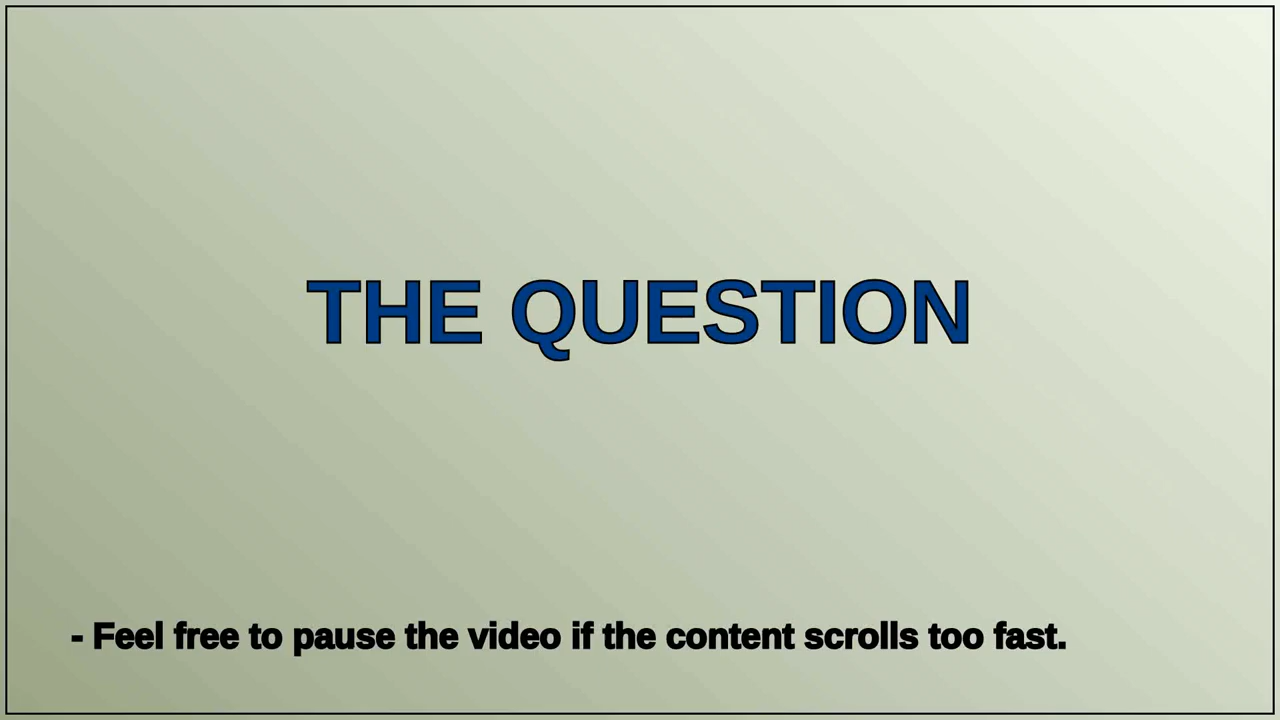 THE QUESTION
- Feel free to pause the video if the content scrolls too fast.